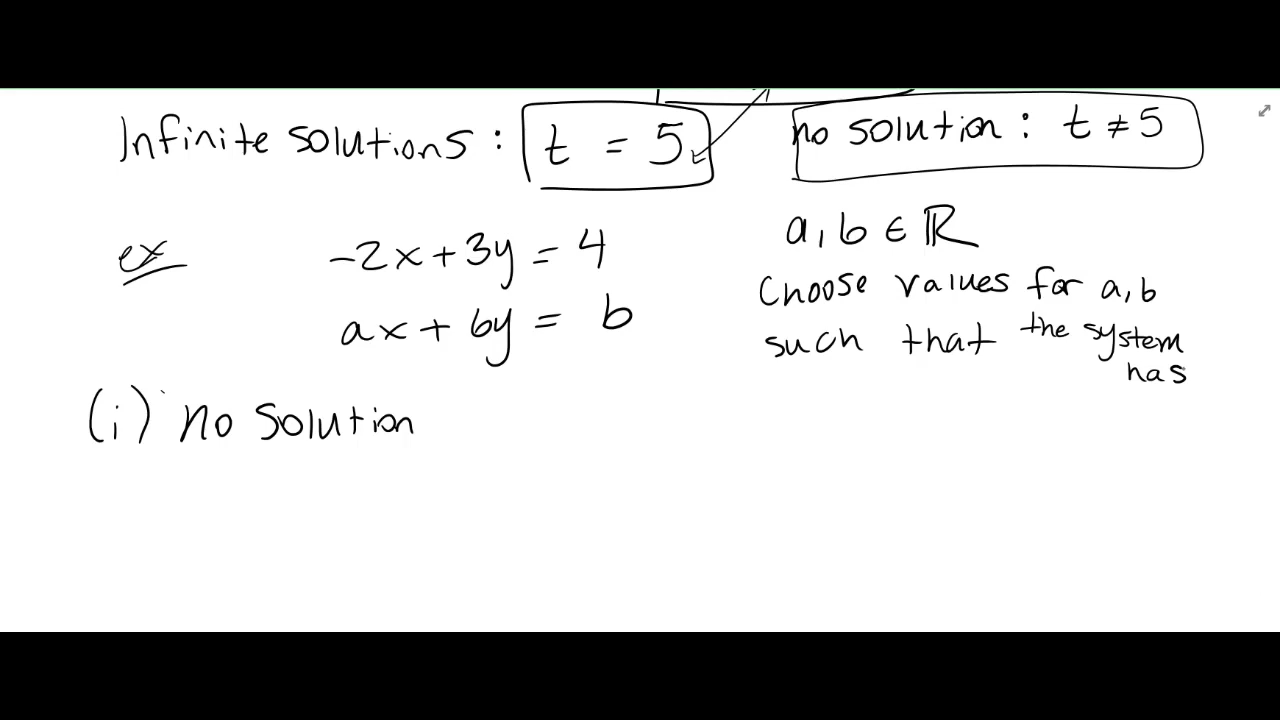 Infinite solutions : t = 5
no solution : t ≠ 5
ex
-2x + 3y = 4
ax + 6y = b
a, b ∈ ℝ
Choose values for a, b
such that the system
has
(i) no solution